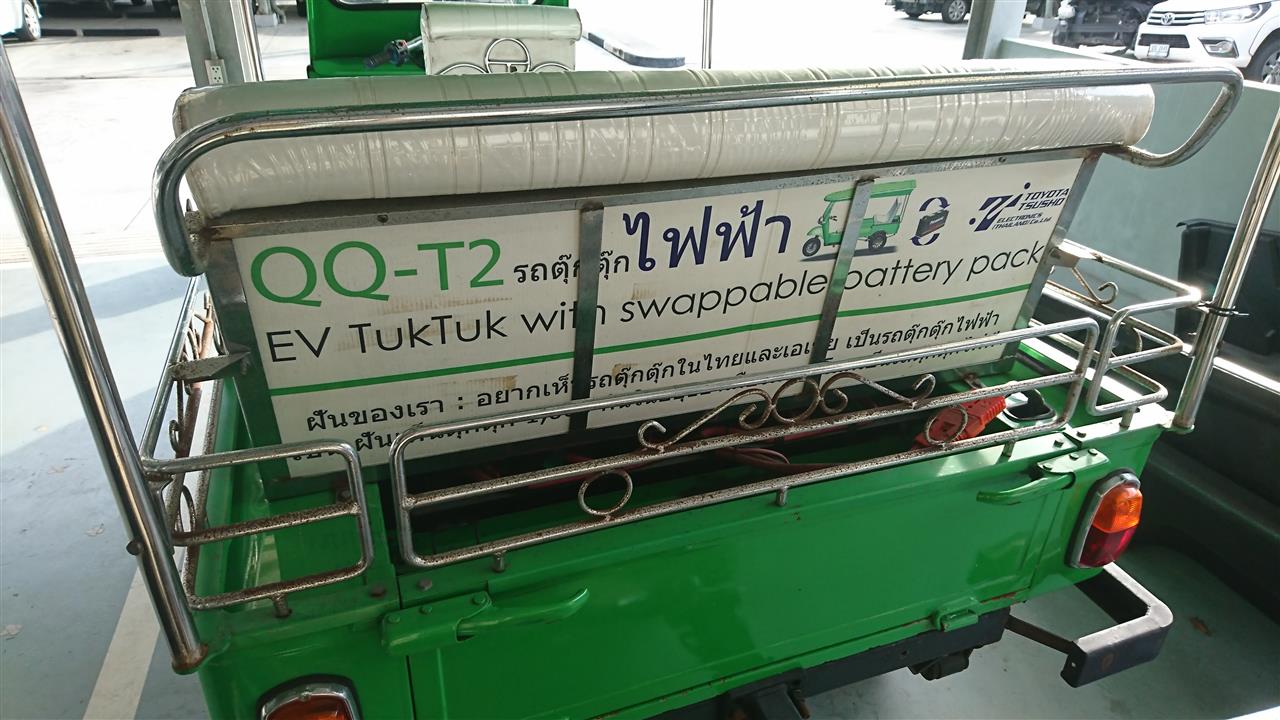 QQ-T2 รถตุ๊กตุ๊กไฟฟ้า
TOYOTA
TSUSHO
ELECTRONICS
(THAILAND) Co.,Ltd
EV TukTuk with swappable battery pack
ฝันของเรา : อยากเห็นรถตุ๊กตุ๊กในไทยและเอเชีย เป็นรถตุ๊กตุ๊กไฟฟ้า